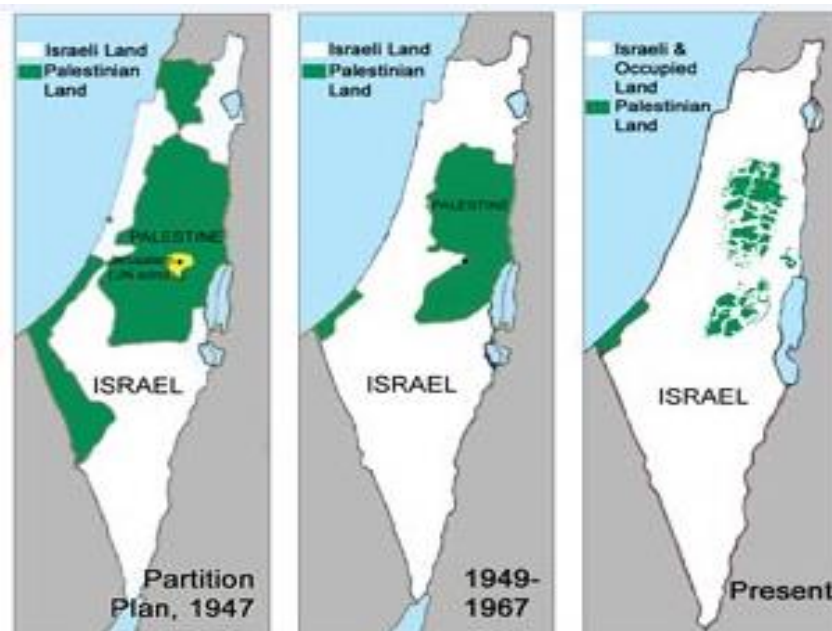 Israeli Land
Palestinian
Land
PALESTINE
ISRAEL
Partition
Plan, 1947
Israeli Land
Palestinian
Land
PALESTINE
ISRAEL
1949-
1967
Israeli &
Occupied
Land
Palestinian
Land
ISRAEL
Present